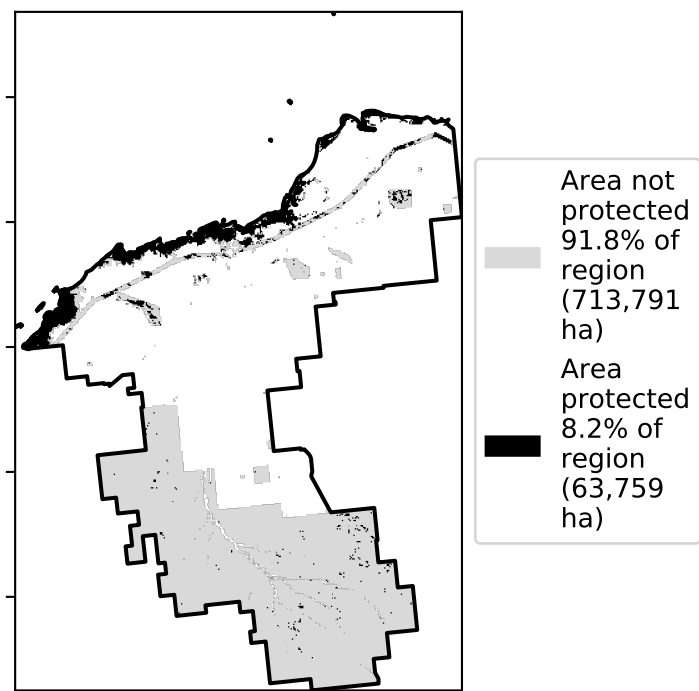 Area not
protected
91.8% of
region
(713,791
ha)
Area
protected
8.2% of
region
(63,759
ha)